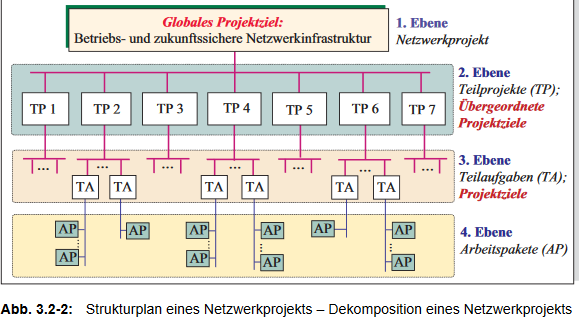 Globales Projektziel:
Betriebs- und zukunftssichere Netzwerkinfrastruktur
1. Ebene
Netzwerkprojekt
2. Ebene
Teilprojekte (TP);
Übergeordnete
Projektziele
TP 1 TP 2 TP 3 TP 4 TP 5 TP 6 TP 7
3. Ebene
Teilaufgaben (TA);
Projektziele
... ... ... ... ... ... ...
TA TA TA TA TA TA
4. Ebene
Arbeitspakete (AP)
AP AP AP AP AP AP
AP AP AP AP
Abb. 3.2-2: Strukturplan eines Netzwerkprojekts – Dekomposition eines Netzwerkprojekts